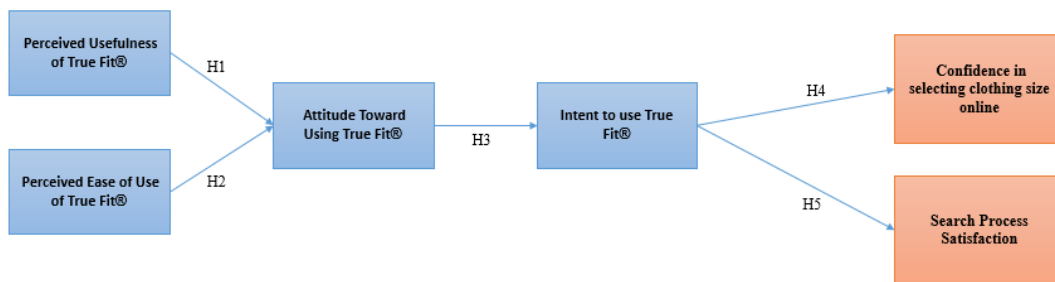 Perceived Usefulness
of True Fit®
H1
Perceived Ease of Use
of True Fit®
H2
Attitude Toward
Using True Fit®
H3
Intent to use True
Fit®
H4
Confidence in
selecting clothing size
online
H5
Search Process
Satisfaction